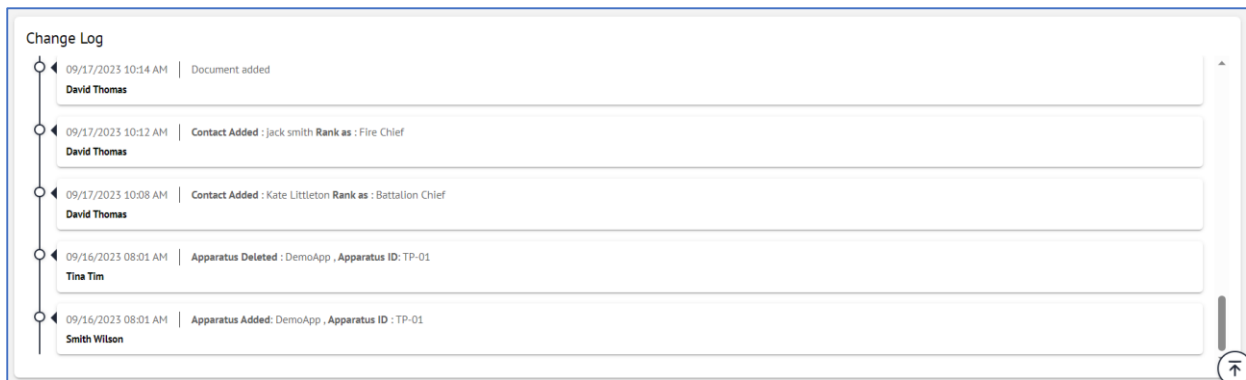 Change Log
09/17/2023 10:14 AM | Document added
David Thomas
09/17/2023 10:12 AM | Contact Added : jack smith Rank as : Fire Chief
David Thomas
09/17/2023 10:08 AM | Contact Added : Kate Littleton Rank as : Battalion Chief
David Thomas
09/16/2023 08:01 AM | Apparatus Deleted : DemoApp , Apparatus ID: TP-01
Tina Tim
09/16/2023 08:01 AM | Apparatus Added: DemoApp , Apparatus ID : TP-01
Smith Wilson